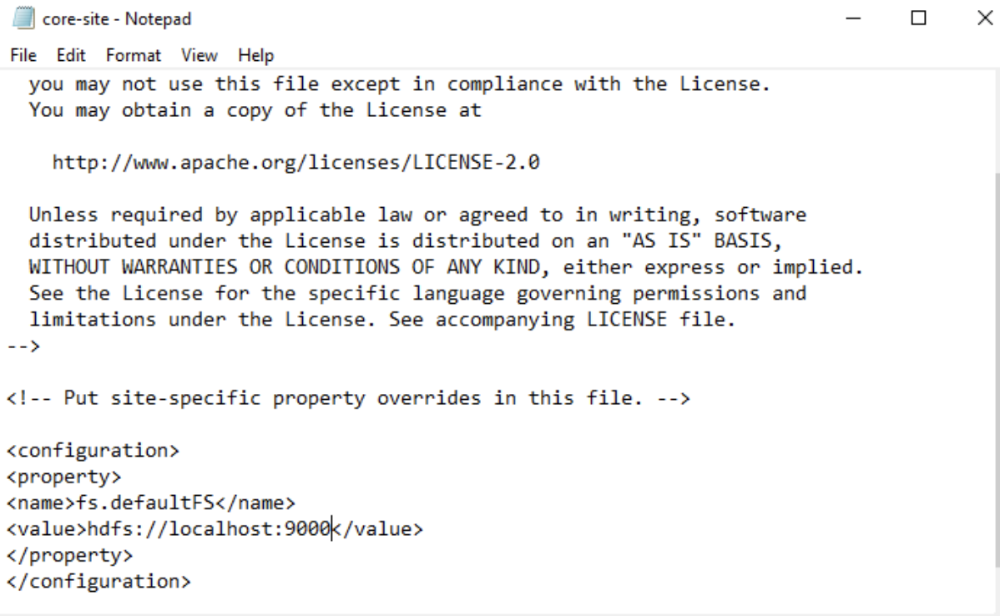 core-site - Notepad
File Edit Format View Help
you may not use this file except in compliance with the License.
You may obtain a copy of the License at
http://www.apache.org/licenses/LICENSE-2.0
Unless required by applicable law or agreed to in writing, software
distributed under the License is distributed on an "AS IS" BASIS,
WITHOUT WARRANTIES OR CONDITIONS OF ANY KIND, either express or implied.
See the License for the specific language governing permissions and
limitations under the License. See accompanying LICENSE file.
-->
<!-- Put site-specific property overrides in this file. -->
<configuration>
<property>
<name>fs.defaultFS</name>
<value>hdfs://localhost:9000</value>
</property>
</configuration>